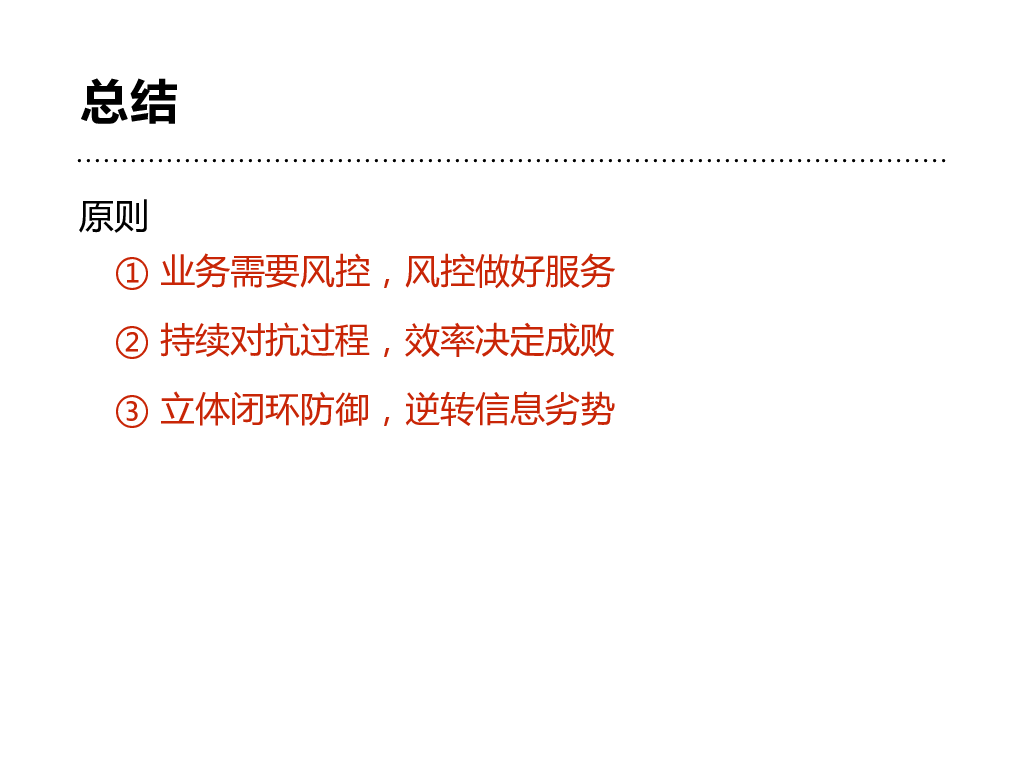 总结
原则
① 业务需要风控，风控做好服务
② 持续对抗过程，效率决定成败
③ 立体闭环防御，逆转信息劣势